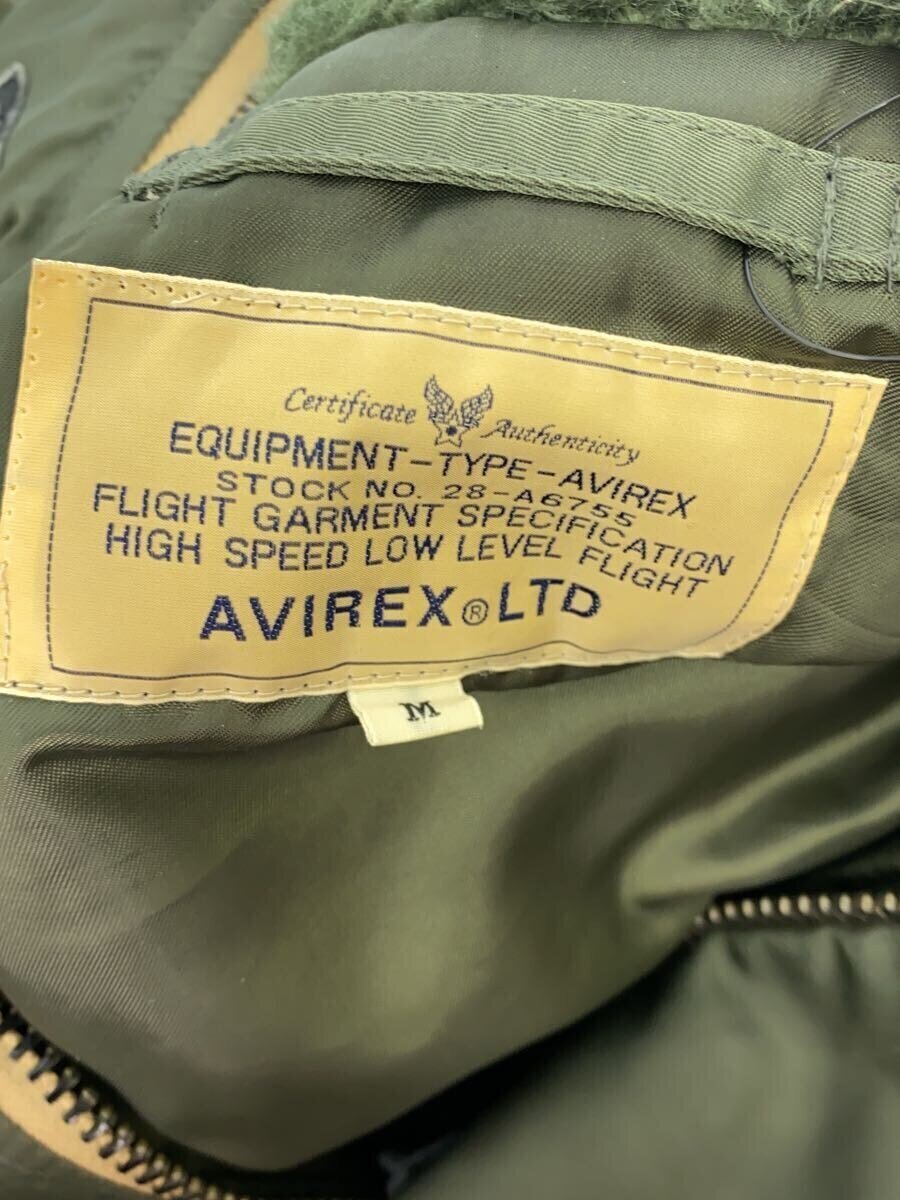 Certificate Authenticity
EQUIPMENT-TYPE-AVIREX
STOCK NO. 28-A6755
FLIGHT GARMENT SPECIFICATION
HIGH SPEED LOW LEVEL FLIGHT
AVIREX® LTD
M